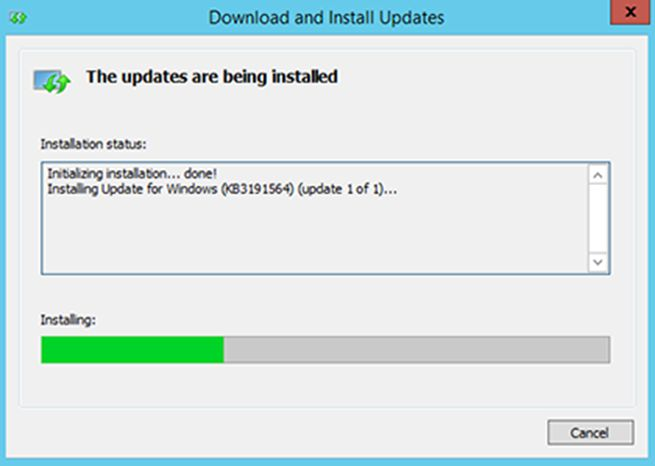 Download and Install Updates
The updates are being installed
Installation status:
Initializing installation... done!
Installing Update for Windows (KB3191564) (update 1 of 1)...
Installing:
Cancel